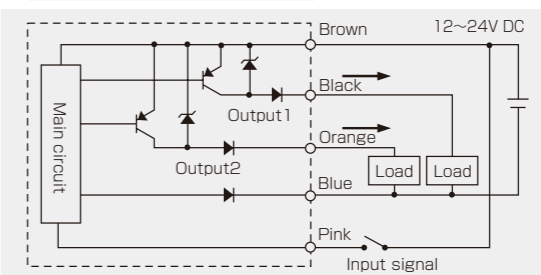 Brown
12~24V DC
Black
Output1
Orange
Main circuit
Output2
Load
Load
Blue
Pink
Input signal